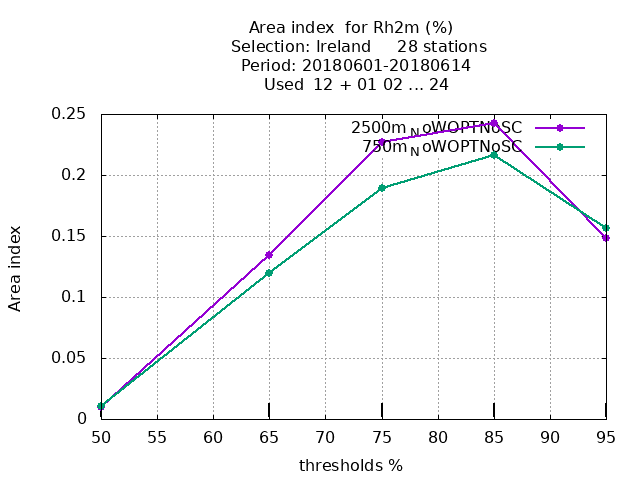 Area index  for Rh2m (%)
Selection: Ireland     28 stations
Period: 20180601-20180614
Used  12 + 01 02 ... 24
0.25
0.2
0.15
0.1
0.05
0
Area index
2500m_NoWOPTNoSC
750m_NoWOPTNoSC
50 55 60 65 70 75 80 85 90 95
thresholds %